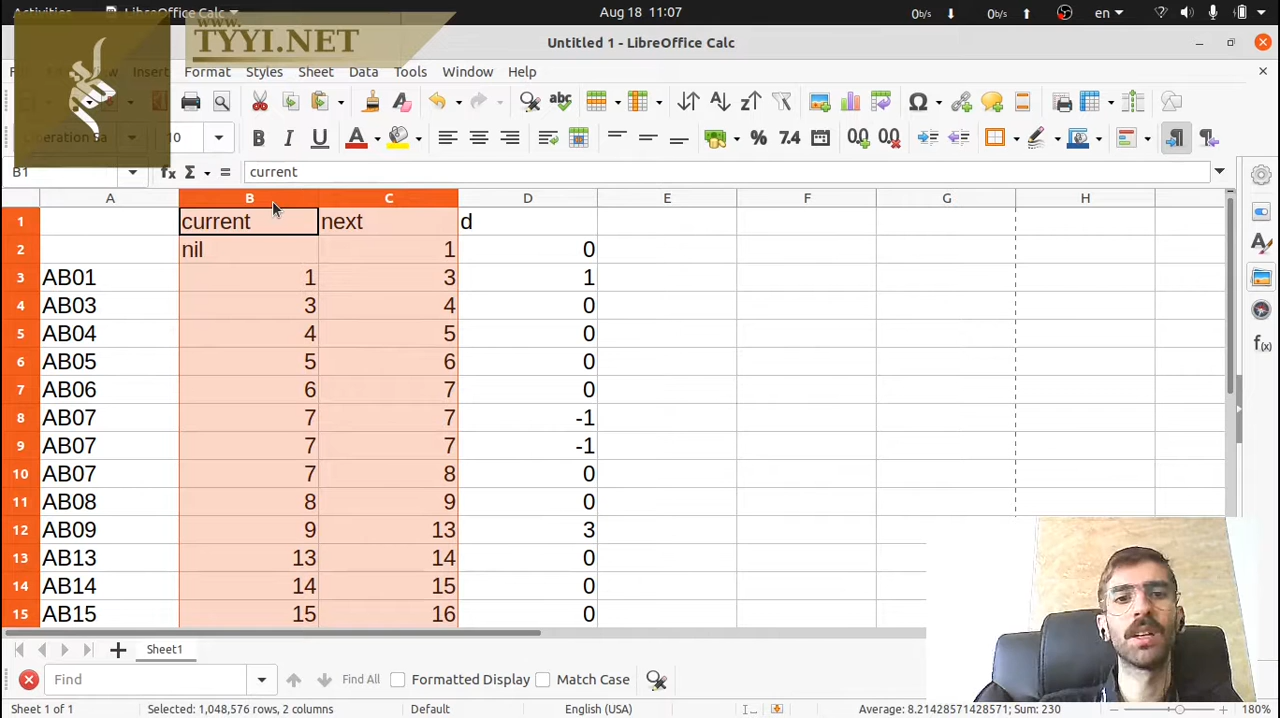 Activities LibreOffice Calc Aug 18 11:07 0b/s 0b/s en
www.
TYYI.NET
Untitled 1 - LibreOffice Calc
Insert Format Styles Sheet Data Tools Window Help
Liberation Sa 10
B1 current
A B C D E F G H
1 current next d
2 nil 1 0
3 AB01 1 3 1
4 AB03 3 4 0
5 AB04 4 5 0
6 AB05 5 6 0
7 AB06 6 7 0
8 AB07 7 7 -1
9 AB07 7 7 -1
10 AB07 7 8 0
11 AB08 8 9 0
12 AB09 9 13 3
13 AB13 13 14 0
14 AB14 14 15 0
15 AB15 15 16 0
Sheet1
Find Find All Formatted Display Match Case
Sheet 1 of 1 Selected: 1,048,576 rows, 2 columns Default English (USA) Average: 8.21428571428571; Sum: 230 180%